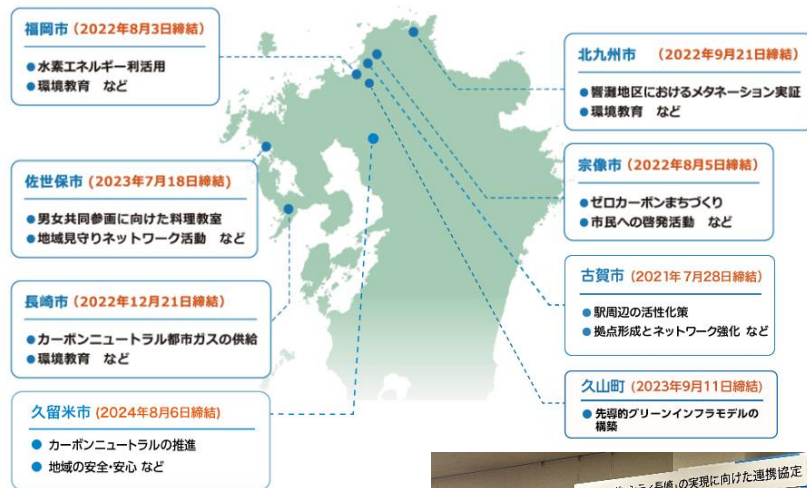 福岡市 (2022年8月3日締結)
●水素エネルギー利活用
●環境教育 など
佐世保市 (2023年7月18日締結)
●男女共同参画に向けた料理教室
●地域見守りネットワーク活動 など
長崎市 (2022年12月21日締結)
●カーボンニュートラル都市ガスの供給
●環境教育 など
久留米市 (2024年8月6日締結)
● カーボンニュートラルの推進
● 地域の安全・安心 など
北九州市 (2022年9月21日締結)
●響灘地区におけるメタネーション実証
●環境教育 など
宗像市 (2022年8月5日締結)
●ゼロカーボンまちづくり
●市民への啓発活動 など
古賀市 (2021年7月28日締結)
●駅周辺の活性化策
●拠点形成とネットワーク強化 など
久山町 (2023年9月11日締結)
●先導的グリーンインフラモデルの
構築
長崎」の実現に向けた連携協定